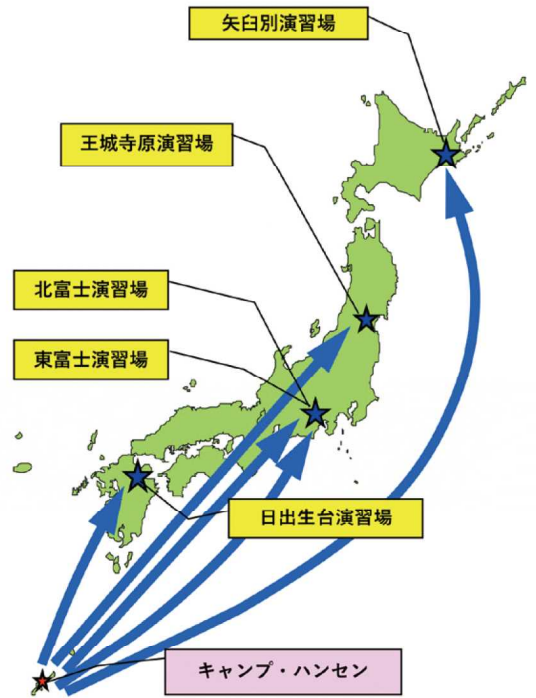 矢臼別演習場
王城寺原演習場
北富士演習場
東富士演習場
日出生台演習場
キャンプ・ハンセン